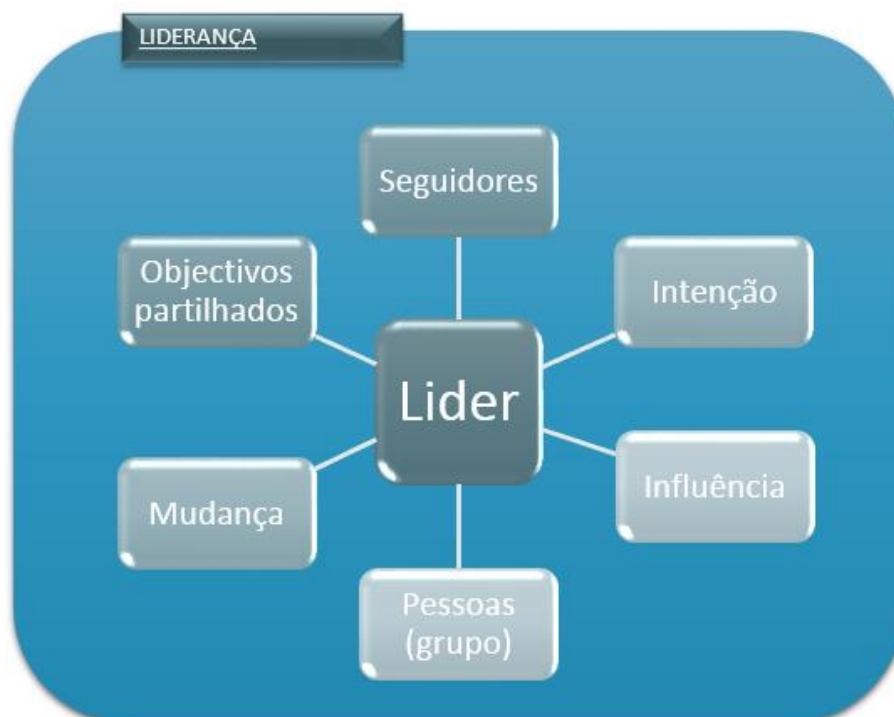 LIDERANÇA
Seguidores
Objectivos
partilhados
Intenção
Lider
Mudança
Influência
Pessoas
(grupo)